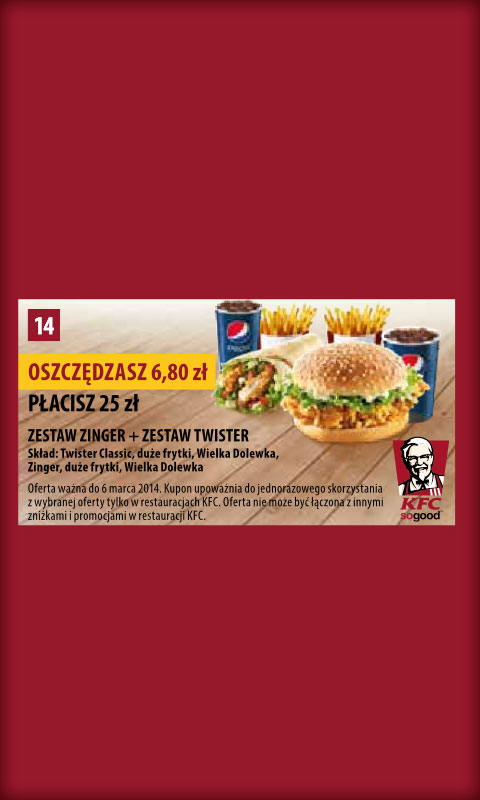 14
OSZCZĘDZASZ 6,80 zł
PŁACISZ 25 zł
ZESTAW ZINGER + ZESTAW TWISTER
Skład: Twister Classic, duże frytki, Wielka Dolewka,
Zinger, duże frytki, Wielka Dolewka
Oferta ważna do 6 marca 2014. Kupon upoważnia do jednorazowego skorzystania
z wybranej oferty tylko w restauracjach KFC. Oferta nie może być łączona z innymi
zniżkami i promocjami w restauracji KFC.
KFC
sogood